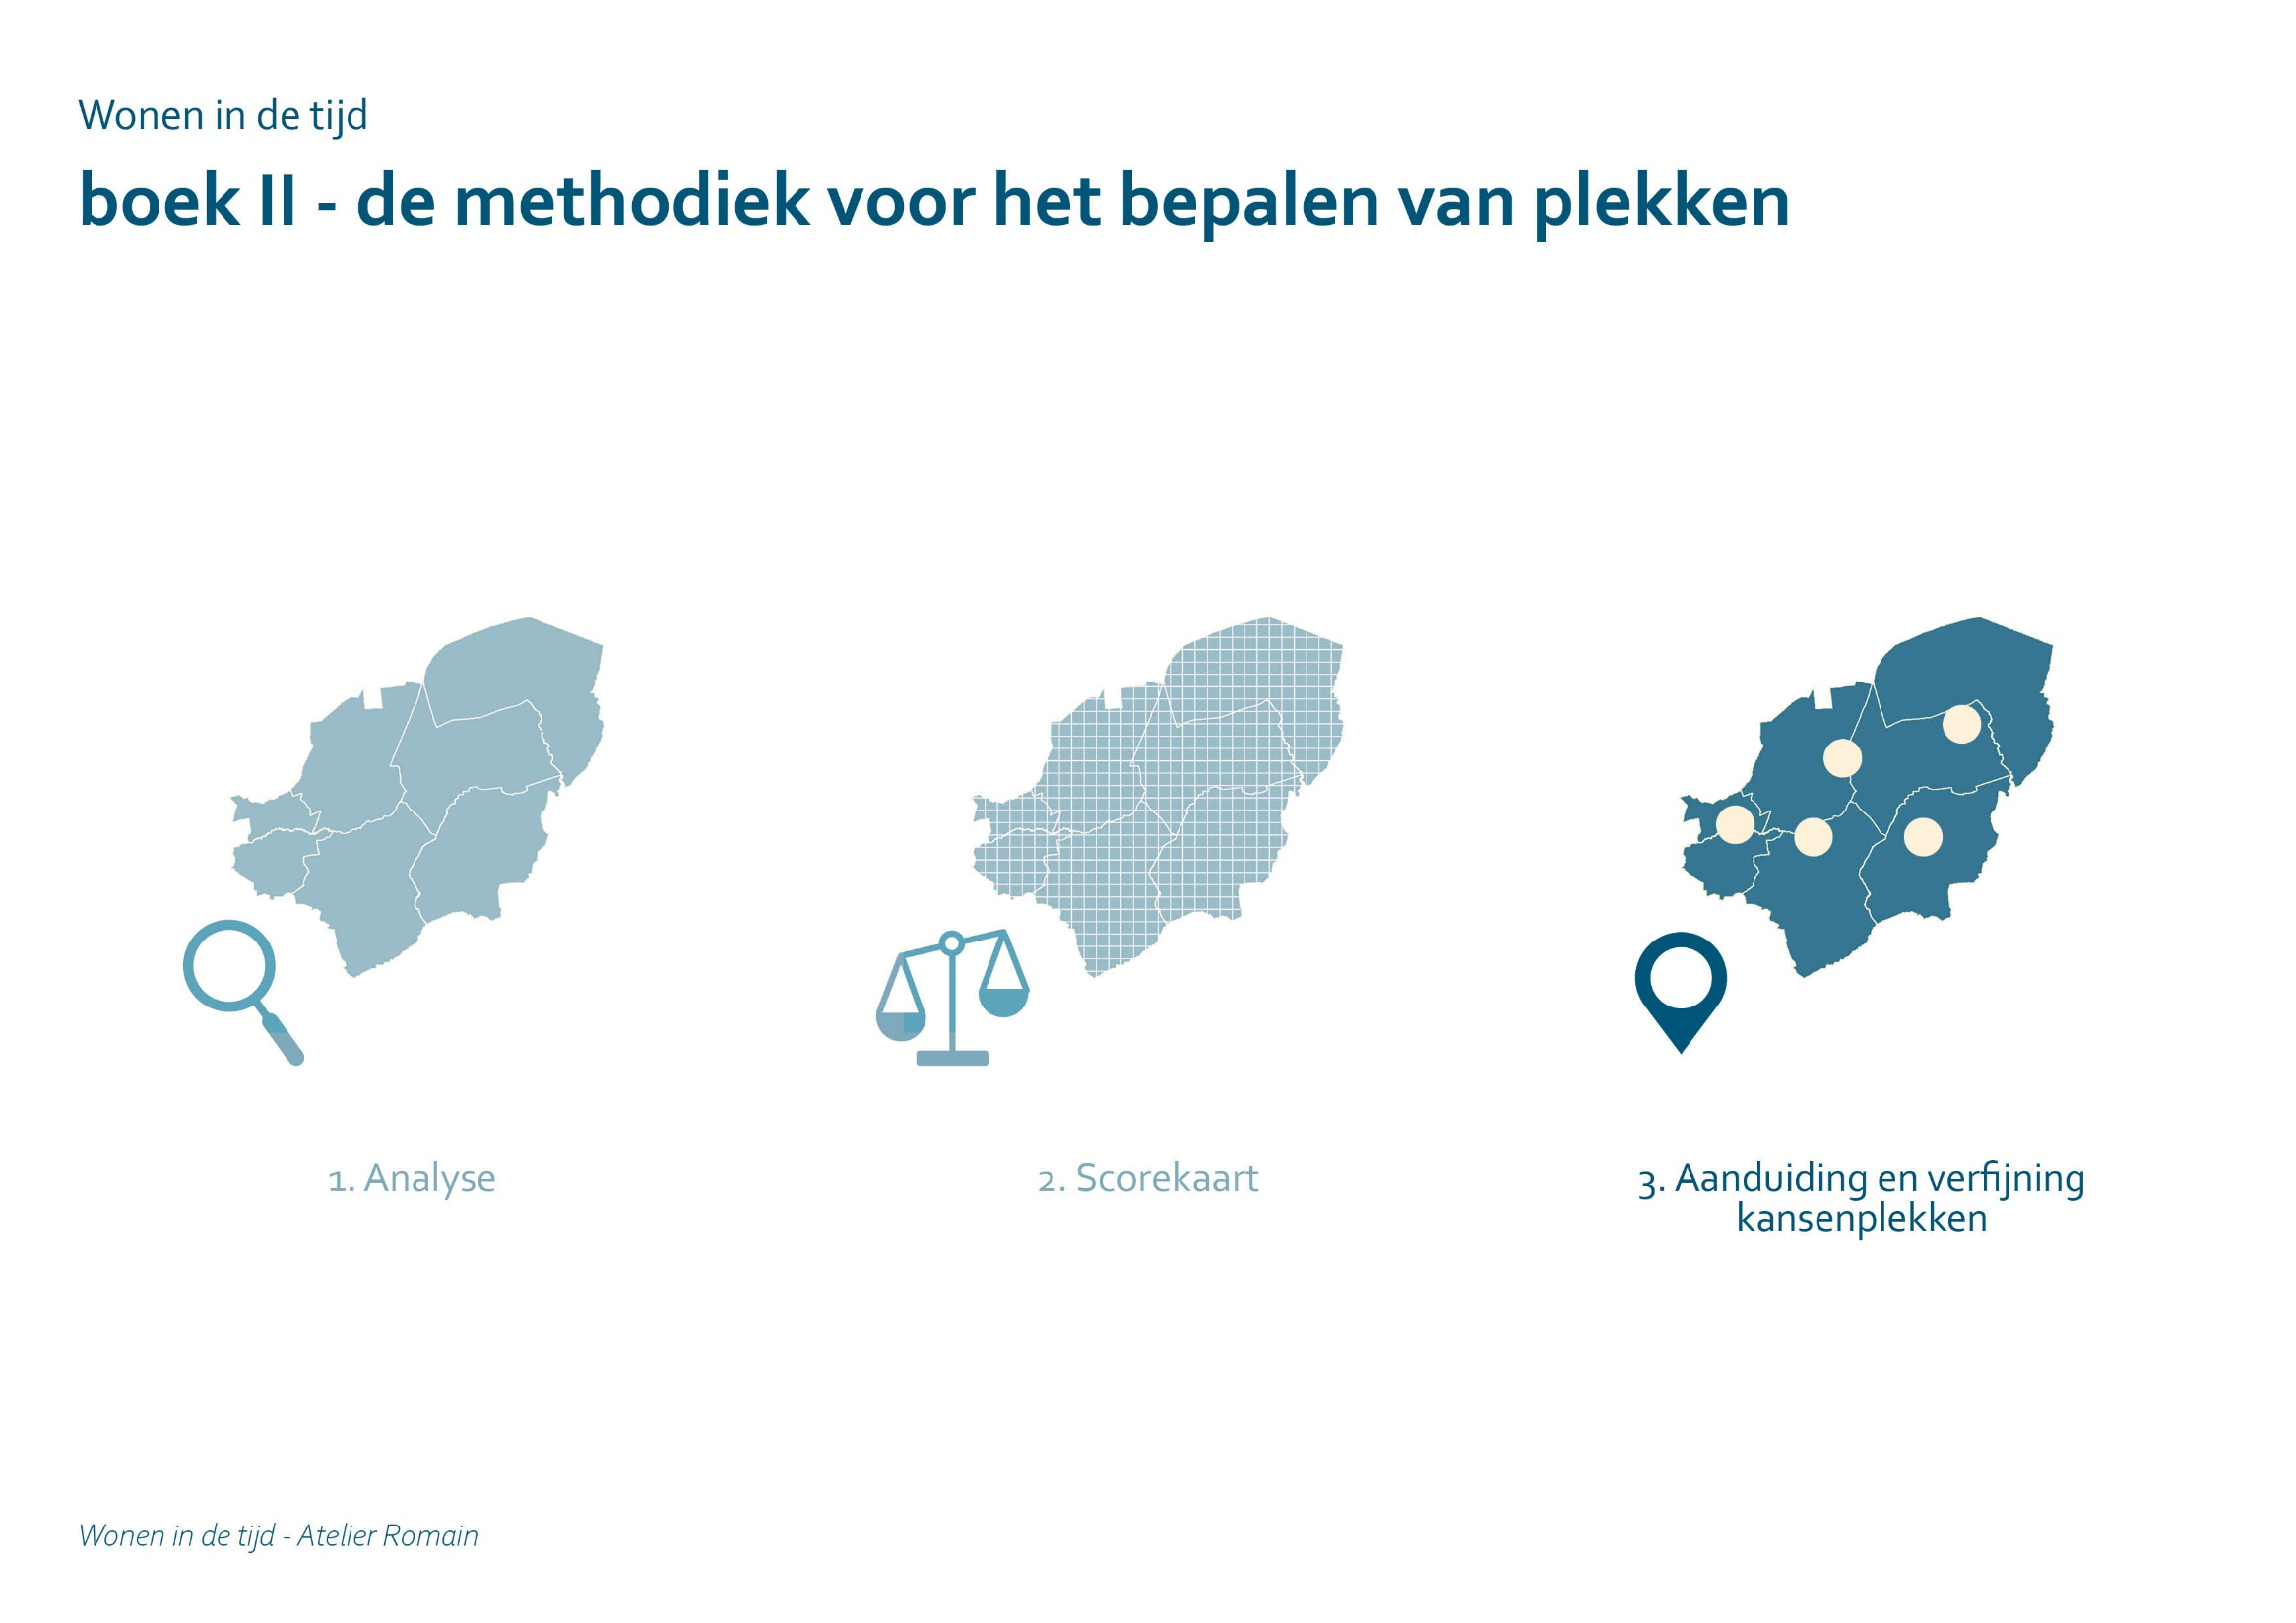 Wonen in de tijd
boek II - de methodiek voor het bepalen van plekken
1. Analyse
2. Scorekaart
3. Aanduiding en verfijning
kansenplekken
Wonen in de tijd - Atelier Romain